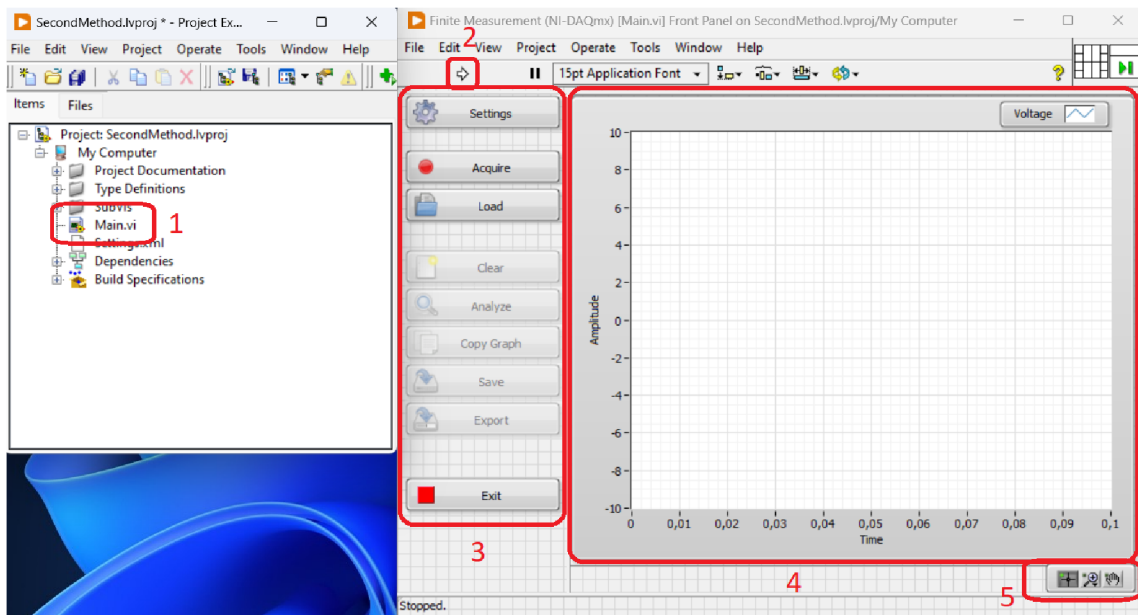 SecondMethod.lvproj * - Project Ex...
File Edit View Project Operate Tools Window Help
Items Files
Project: SecondMethod.lvproj
My Computer
Project Documentation
Type Definitions
SubVIs
Main.vi
1
Settings.xml
Dependencies
Build Specifications
Finite Measurement (NI-DAQmx) [Main.vi] Front Panel on SecondMethod.lvproj/My Computer
File Edit View Project Operate Tools Window Help
2
15pt Application Font
Settings
Acquire
Load
Clear
Analyze
Copy Graph
Save
Export
Exit
3
Voltage
Amplitude
10
8
6
4
2
0
-2
-4
-6
-8
-10
0 0,01 0,02 0,03 0,04 0,05 0,06 0,07 0,08 0,09 0,1
Time
4
5
Stopped.